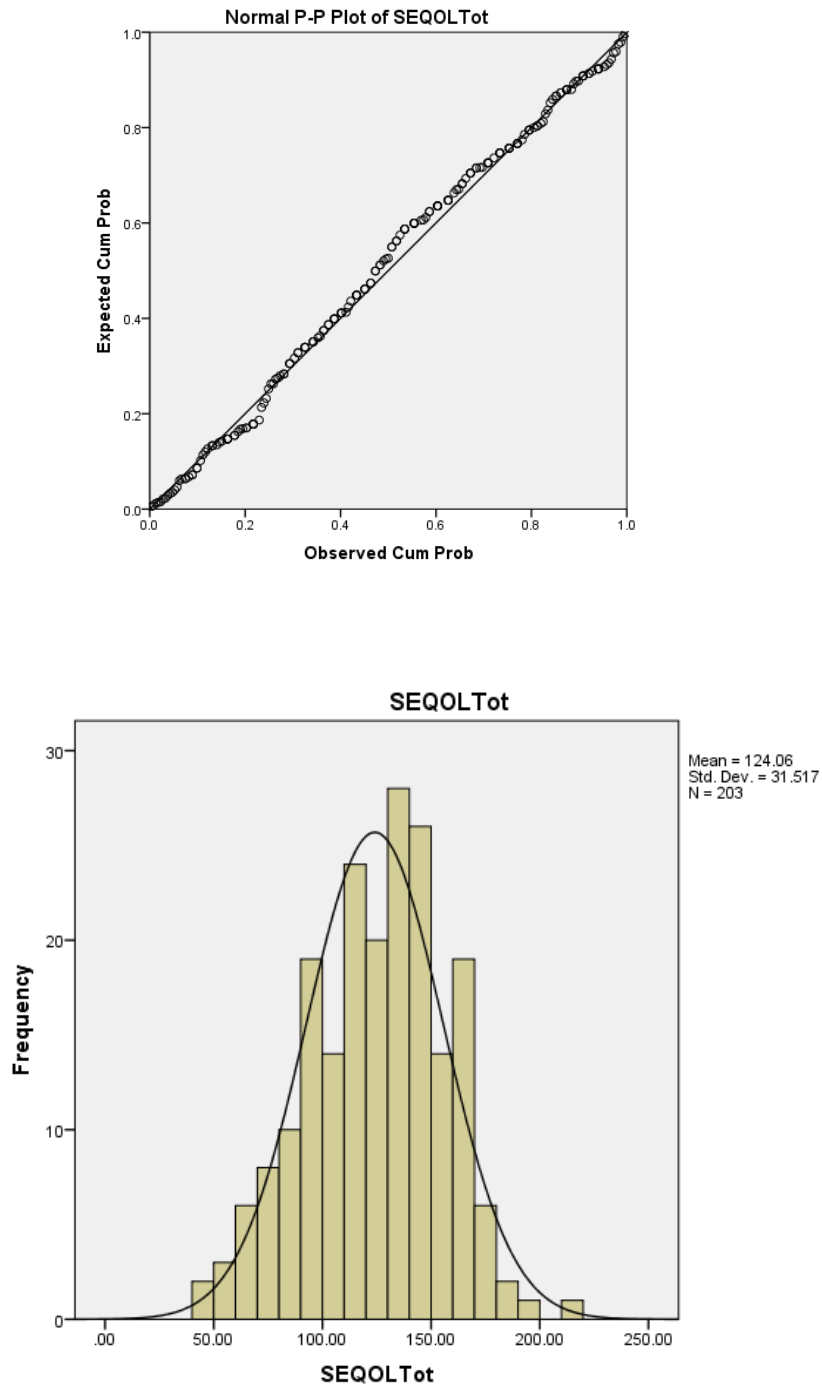 Normal P-P Plot of SEQOLTot
1.0
0.8
0.6
0.4
0.2
0.0
Expected Cum Prob
0.0 0.2 0.4 0.6 0.8 1.0
Observed Cum Prob
SEQOLTot
Mean = 124.06
Std. Dev. = 31.517
N = 203
30
20
10
0
Frequency
.00 50.00 100.00 150.00 200.00 250.00
SEQOLTot